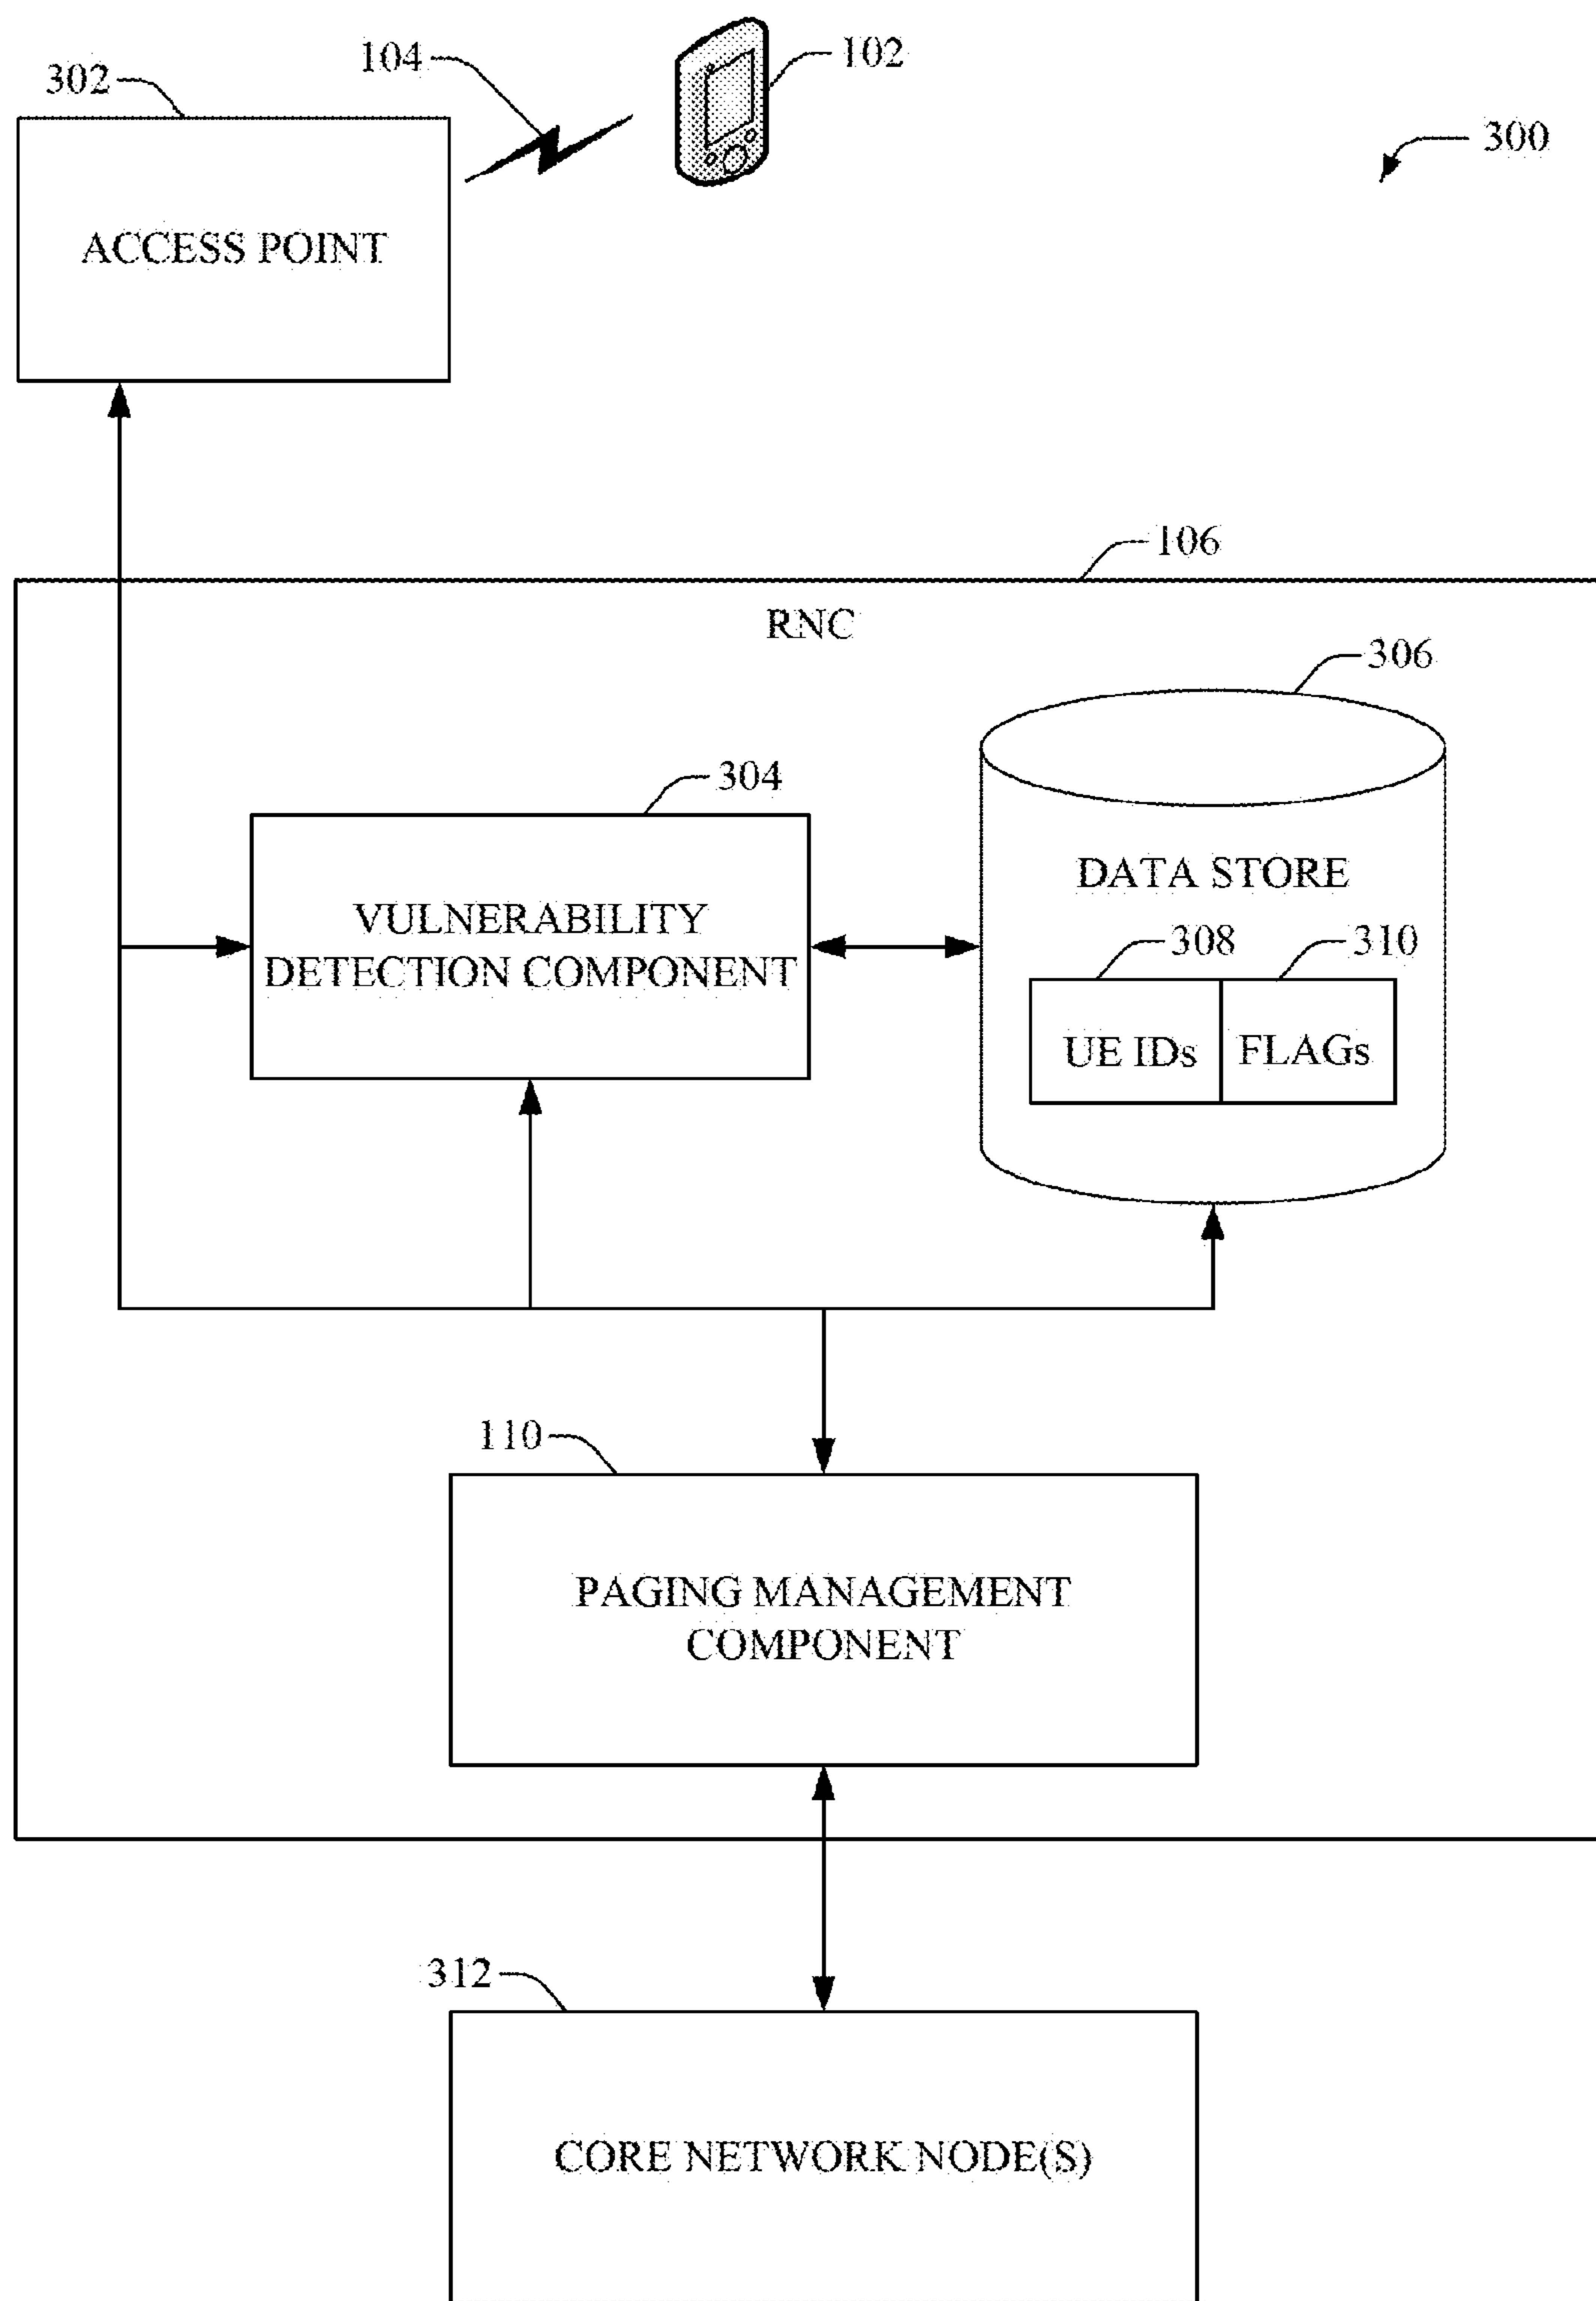 104
102
302
300
ACCESS POINT
106
RNC
306
304
DATA STORE
VULNERABILITY
DETECTION COMPONENT
308
310
UE IDs
FLAGs
110
PAGING MANAGEMENT
COMPONENT
312
CORE NETWORK NODE(S)